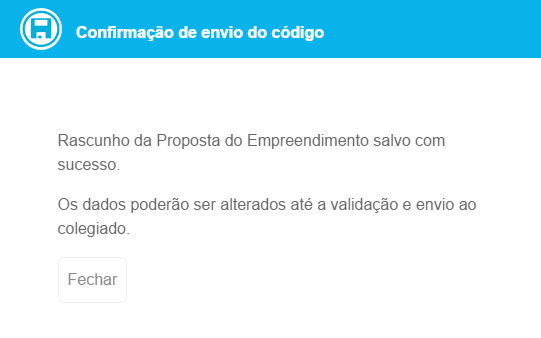 Confirmação de envio do código
Rascunho da Proposta do Empreendimento salvo com
sucesso.
Os dados poderão ser alterados até a validação e envio ao
colegiado.
Fechar